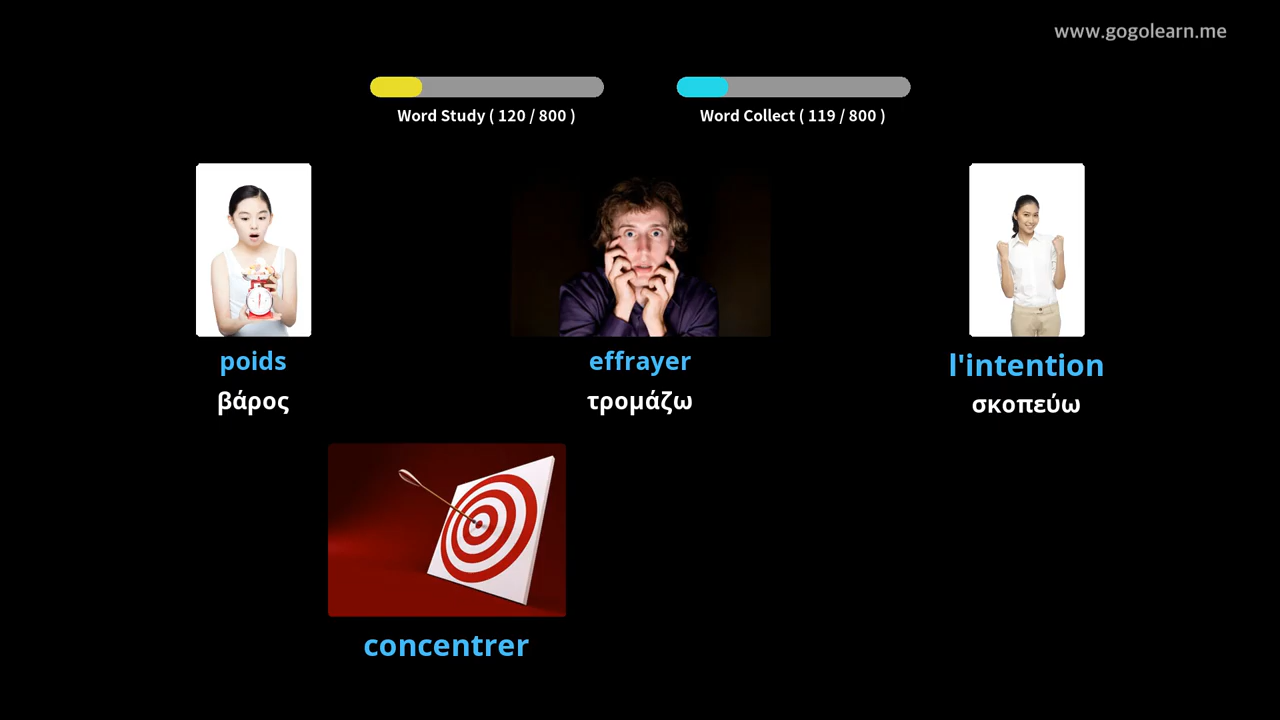 www.gogolearn.me
Word Study ( 120 / 800 )
Word Collect ( 119 / 800 )
poids
effrayer
l'intention
βάρος
τρομάζω
σκοπεύω
concentrer